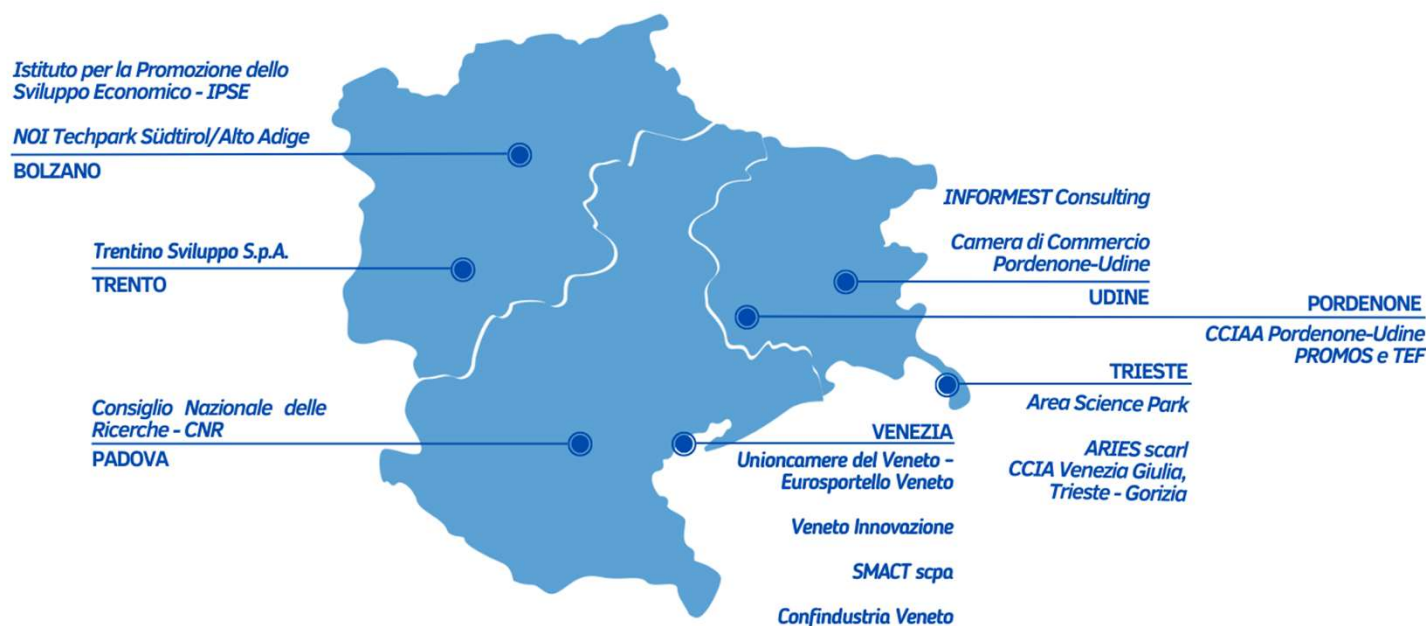 Istituto per la Promozione dello
Sviluppo Economico - IPSE
NOI Techpark Südtirol/Alto Adige
BOLZANO
Trentino Sviluppo S.p.A.
TRENTO
Consiglio Nazionale delle
Ricerche - CNR
PADOVA
INFORMEST Consulting
Camera di Commercio
Pordenone-Udine
UDINE
PORDENONE
CCIAA Pordenone-Udine
PROMOS e TEF
TRIESTE
Area Science Park
ARIES scarl
CCIA Venezia Giulia,
Trieste - Gorizia
VENEZIA
Unioncamere del Veneto –
Eurosportello Veneto
Veneto Innovazione
SMACT scpa
Confindustria Veneto